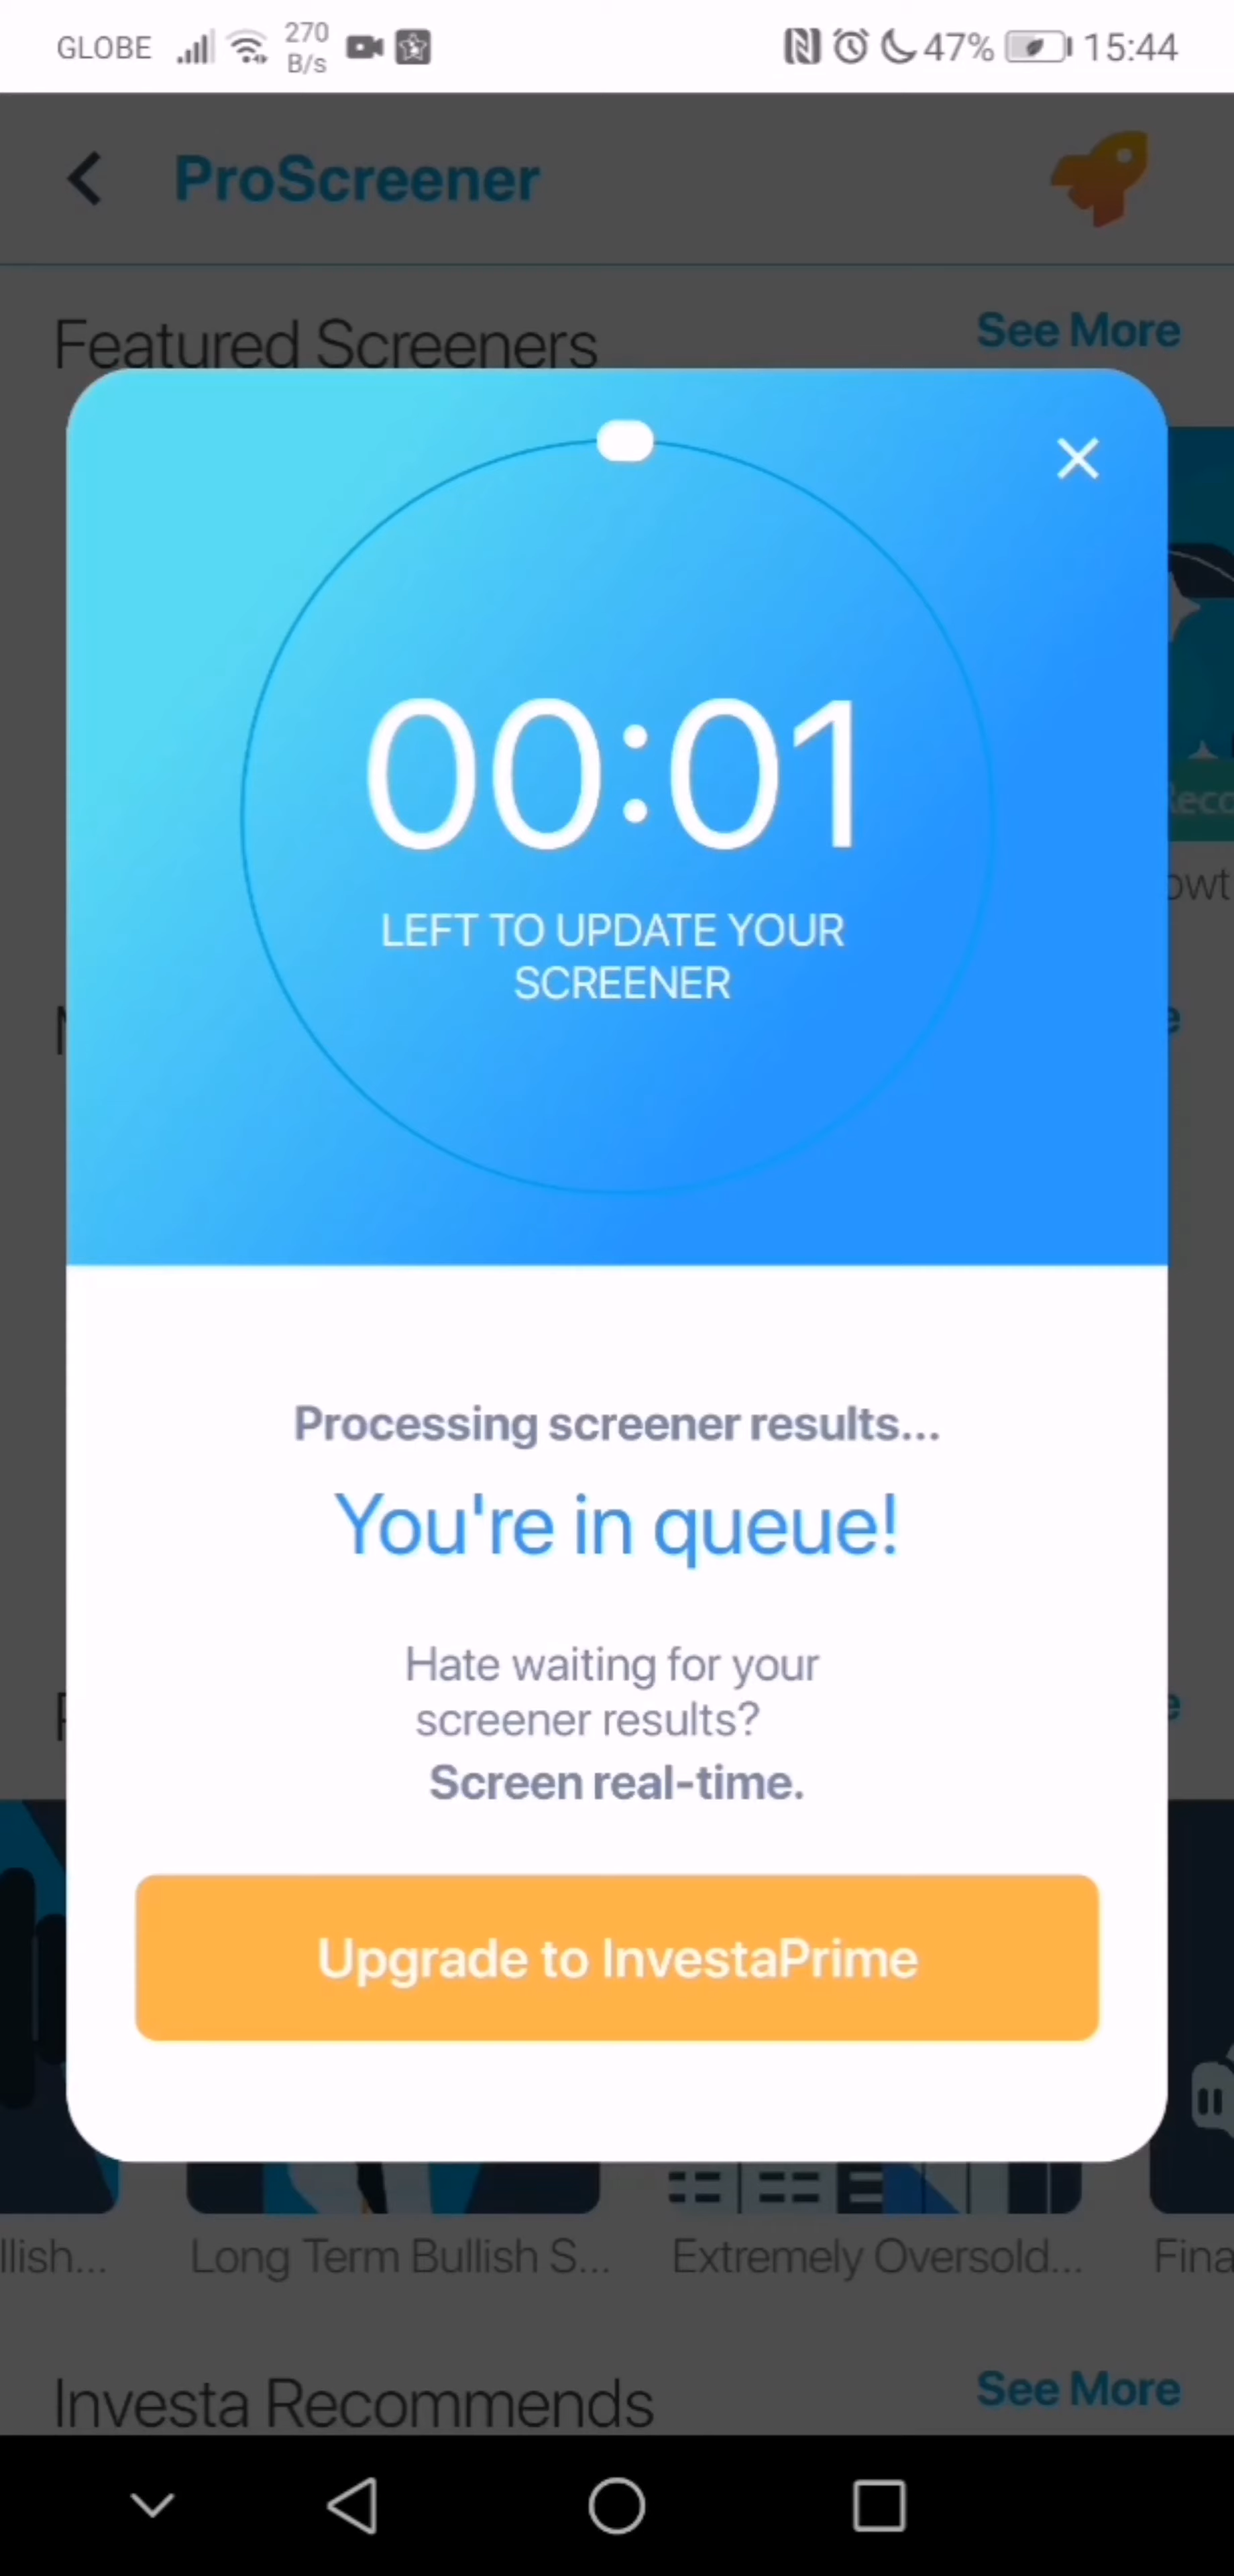 GLOBE 270 B/s 47% 15:44
ProScreener
Featured Screeners See More
00:01
LEFT TO UPDATE YOUR
SCREENER
Processing screener results...
You're in queue!
Hate waiting for your
screener results?
Screen real-time.
Upgrade to InvestaPrime
Long Term Bullish S... Extremely Oversold...
Investa Recommends See More